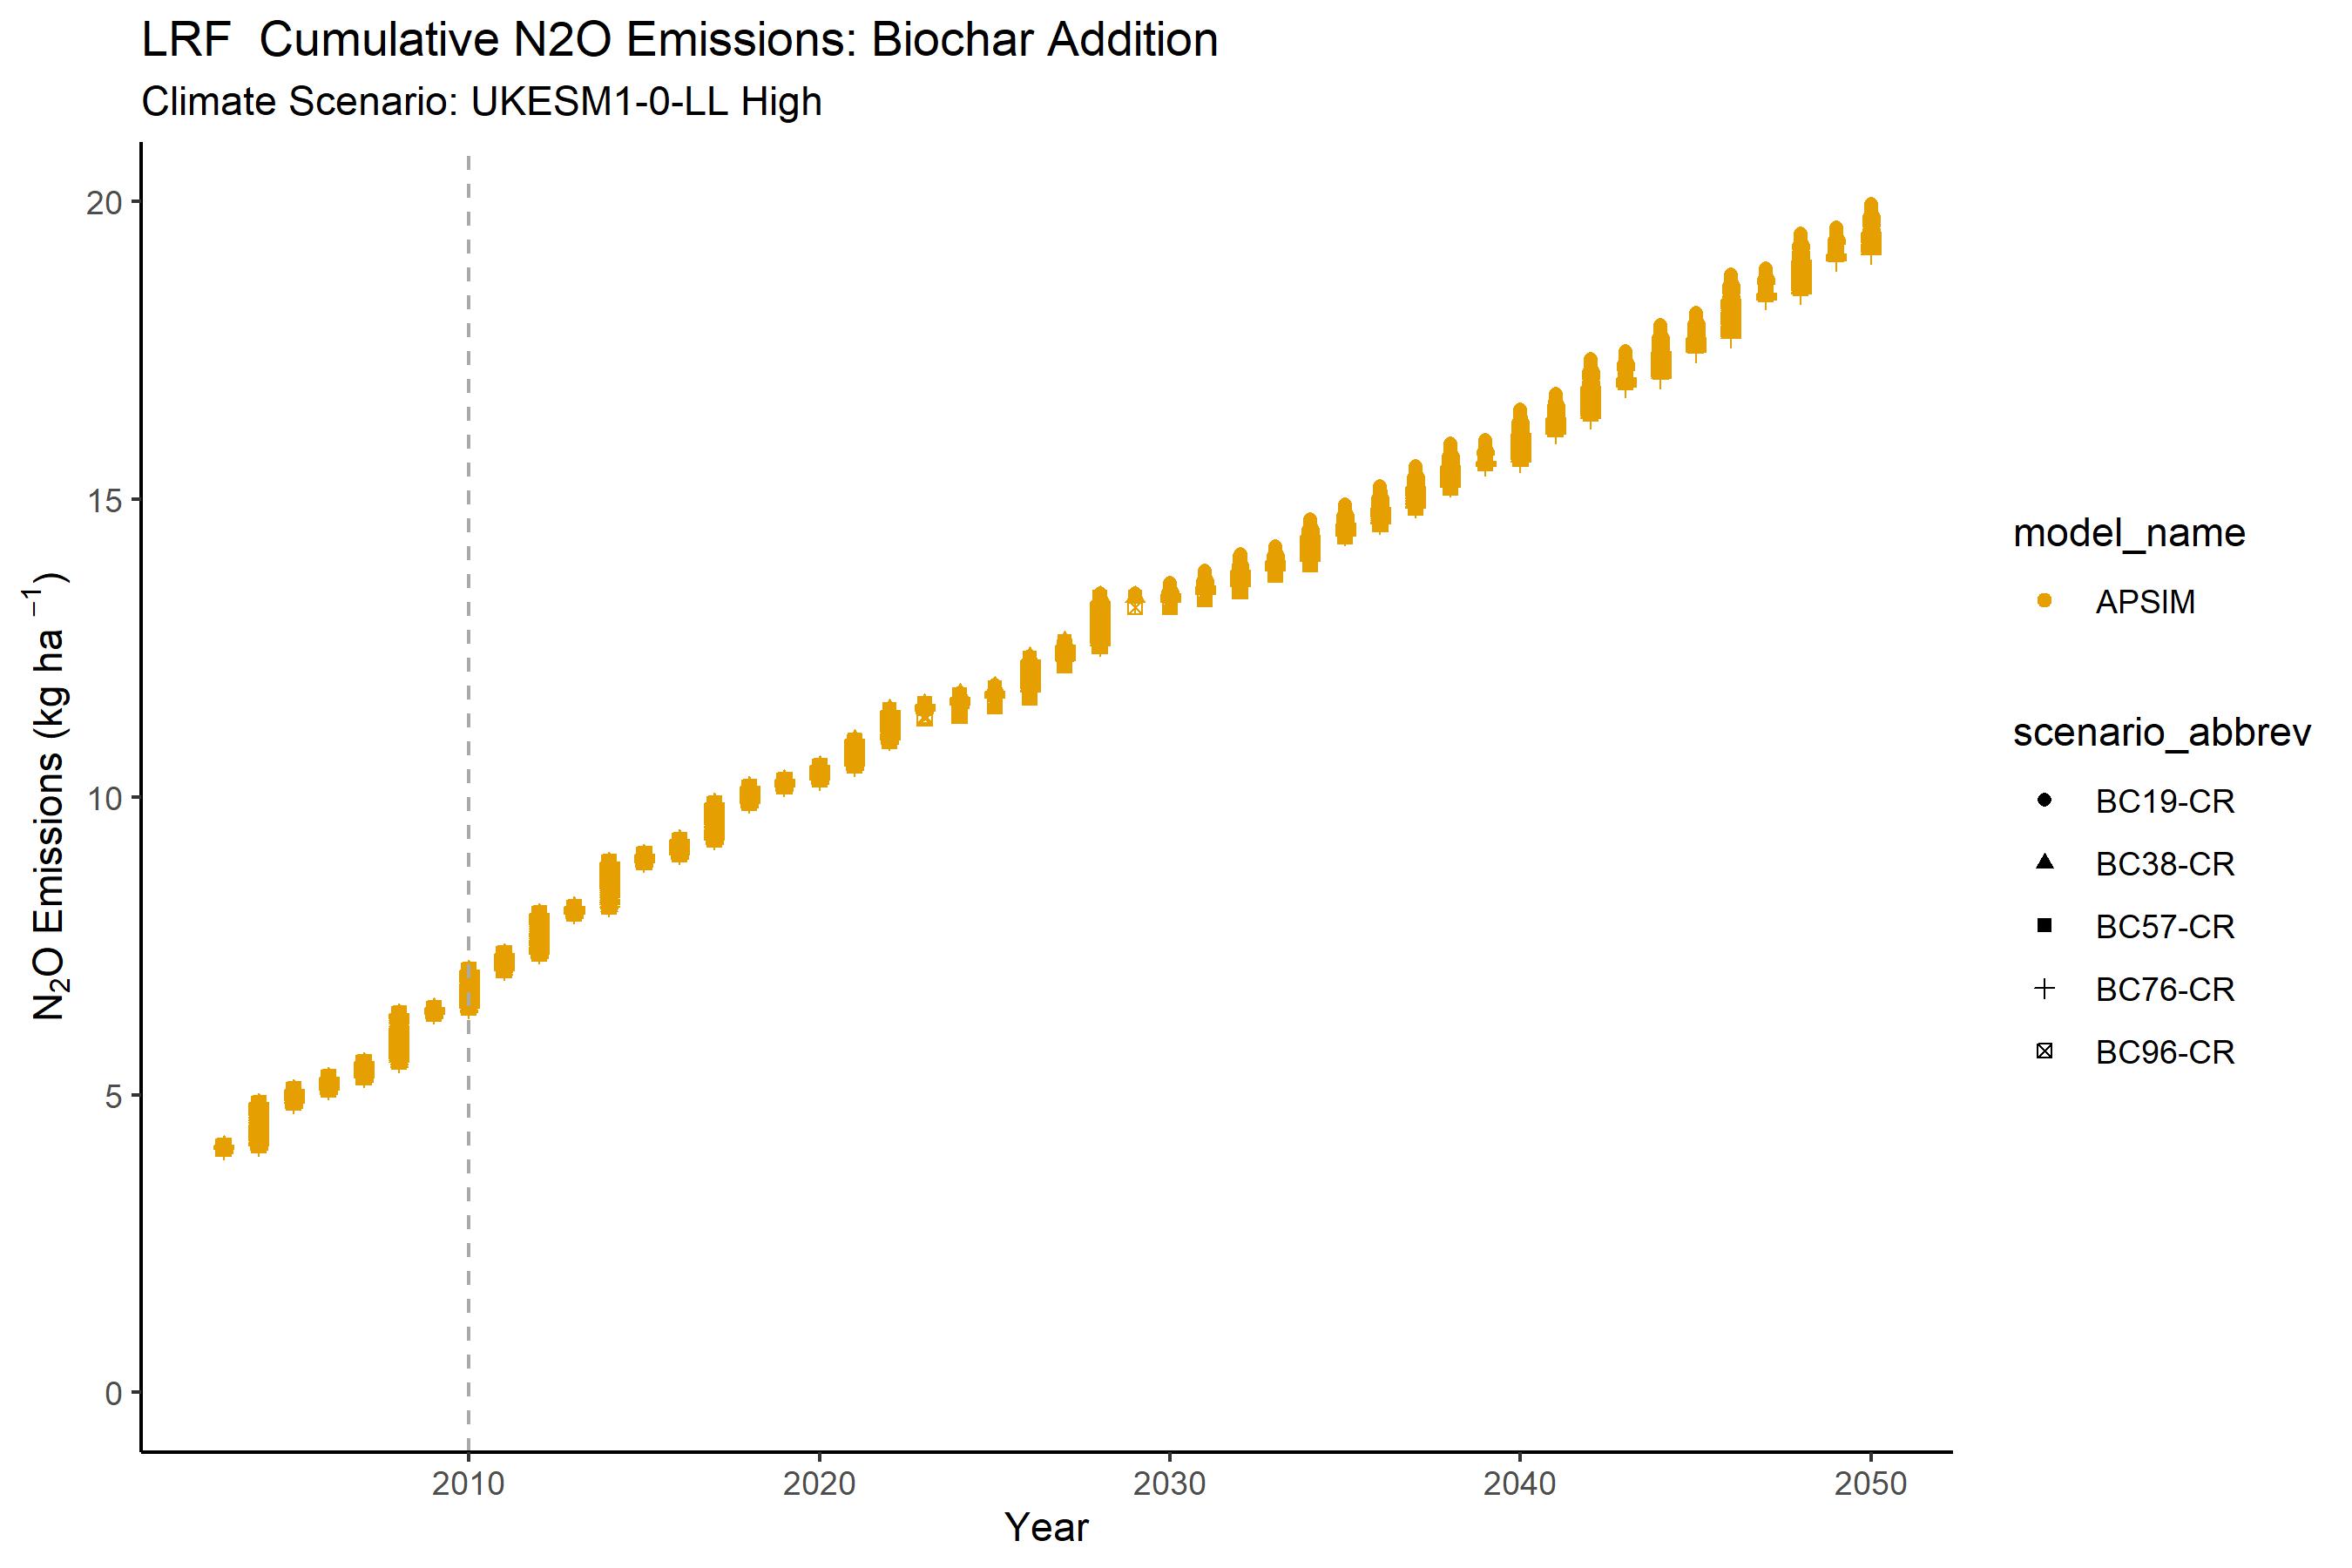 LRF  Cumulative N2O Emissions: Biochar Addition
Climate Scenario: UKESM1-0-LL High
N₂O Emissions (kg ha ⁻¹)
20
15
10
5
0
2010
2020
2030
2040
2050
Year
model_name
APSIM
scenario_abbrev
BC19-CR
BC38-CR
BC57-CR
BC76-CR
BC96-CR